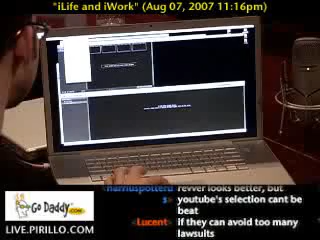 "iLife and iWork" (Aug 07, 2007 11:16pm)
<harrispotter> revver looks better, but
s> youtube's selection cant be
beat
<Lucent> if they can avoid too many
lawsuits
Go Daddy.com
LIVE.PIRILLO.COM